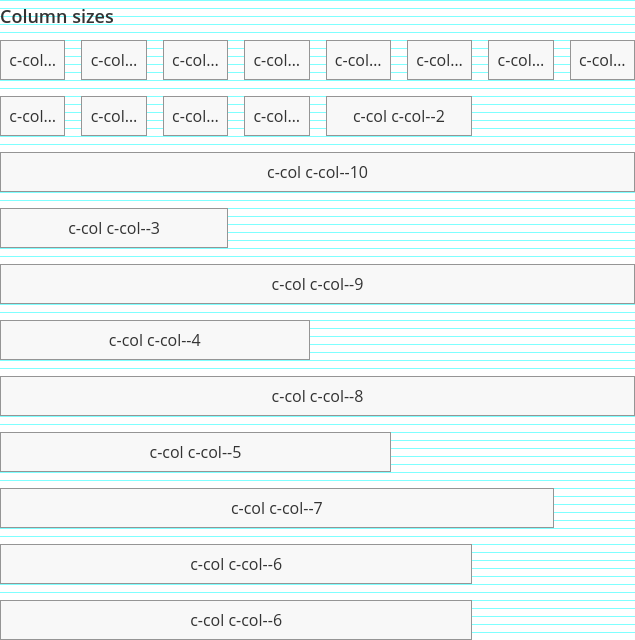 Column sizes
c-col... c-col... c-col... c-col... c-col... c-col... c-col... c-col...
c-col... c-col... c-col... c-col... c-col c-col--2
c-col c-col--10
c-col c-col--3
c-col c-col--9
c-col c-col--4
c-col c-col--8
c-col c-col--5
c-col c-col--7
c-col c-col--6
c-col c-col--6